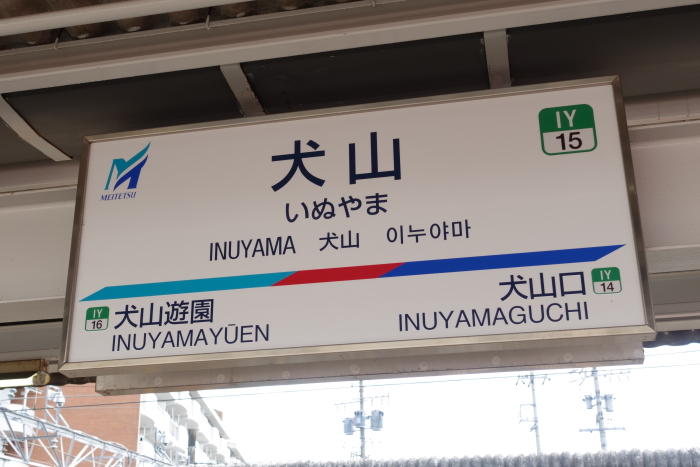 MEITETSU
犬山
IY
15
いぬやま
INUYAMA 犬山 이누야마
IY
16
犬山遊園
INUYAMAYŪEN
犬山口
IY
14
INUYAMAGUCHI